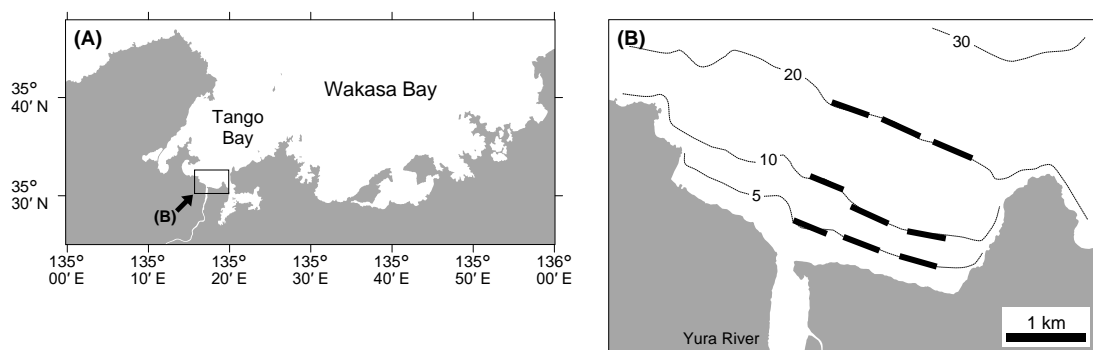 (A)
Wakasa Bay
Tango
Bay
35°
40′ N
35°
30′ N
(B)
135°
00′ E
135°
10′ E
135°
20′ E
135°
30′ E
135°
40′ E
135°
50′ E
136°
00′ E
(B)
30
20
10
5
Yura River
1 km